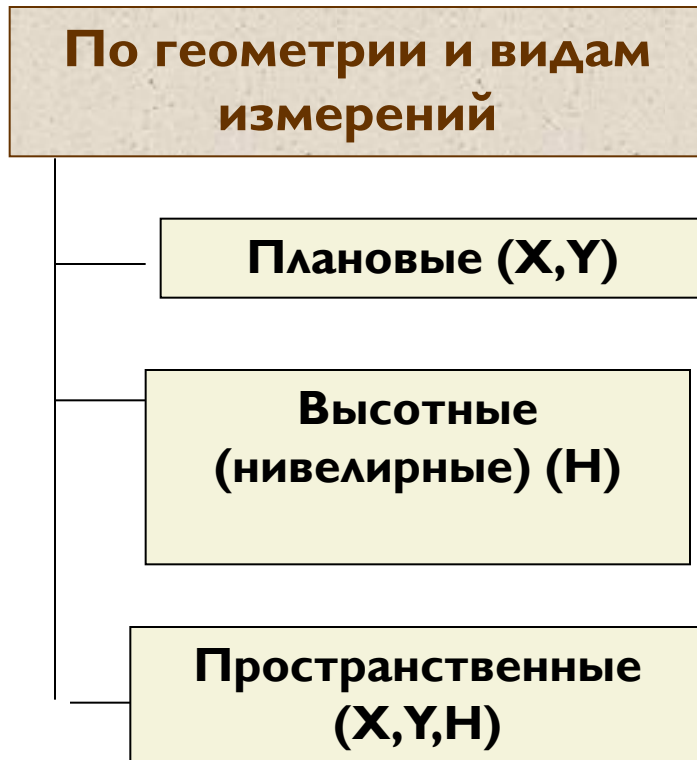 По геометрии и видам
измерений
Плановые (X,Y)
Высотные
(нивелирные) (H)
Пространственные
(X,Y,H)